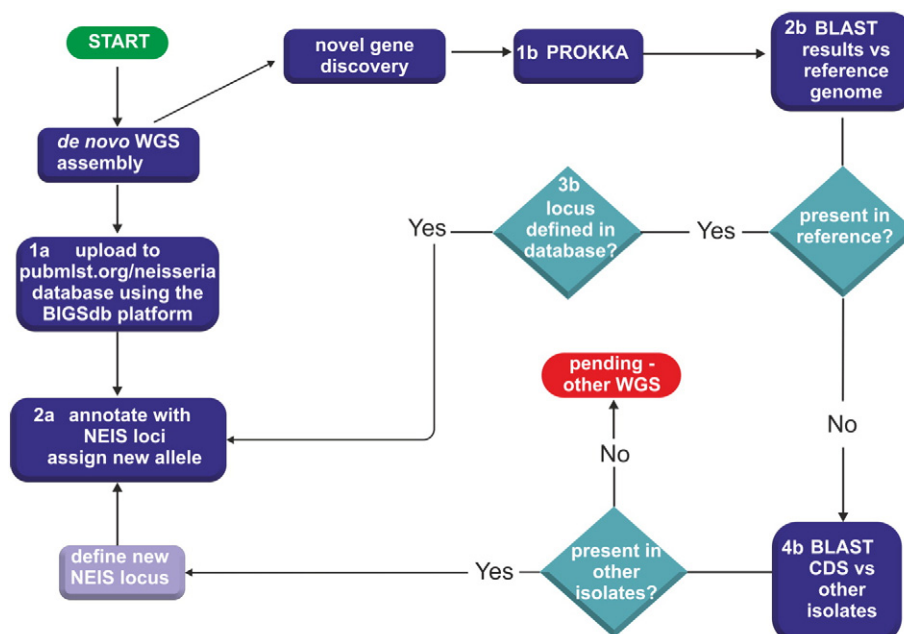 START
novel gene
discovery
1b PROKKA
2b BLAST
results vs
reference
genome
de novo WGS
assembly
3b
locus
defined in
database?
Yes
Yes
present in
reference?
1a upload to
pubmlst.org/neisseria
database using the
BIGSdb platform
pending -
other WGS
2a annotate with
NEIS loci
assign new allele
No
No
define new
NEIS locus
Yes
present in
other
isolates?
4b BLAST
CDS vs
other
isolates